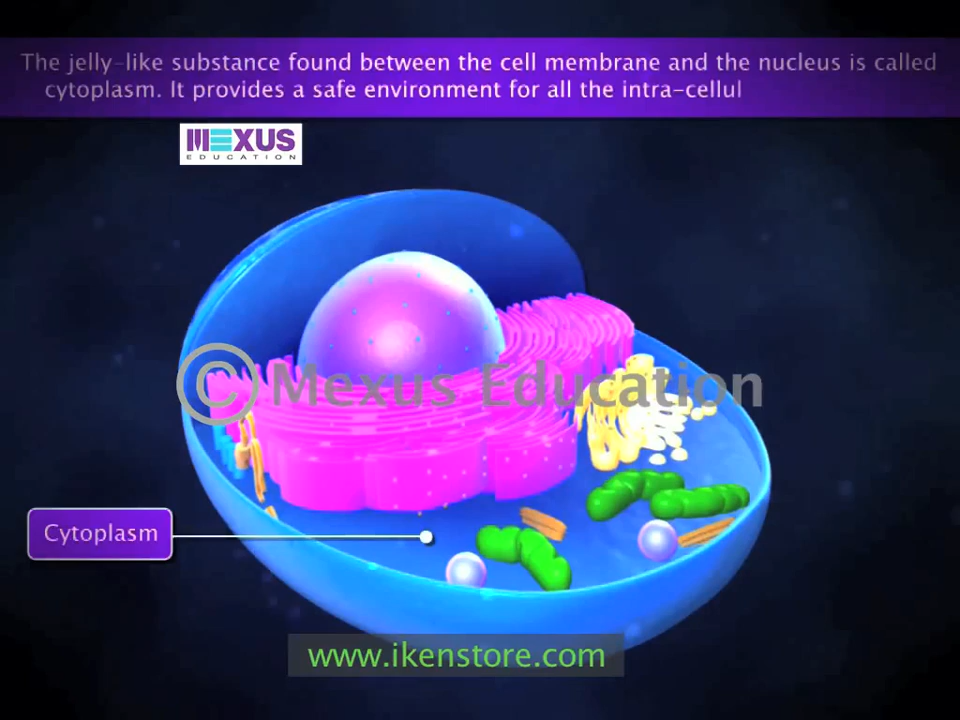 The jelly-like substance found between the cell membrane and the nucleus is called
cytoplasm. It provides a safe environment for all the intra-cellul
MEXUS
EDUCATION
© Mexus Education
Cytoplasm
www.ikenstore.com